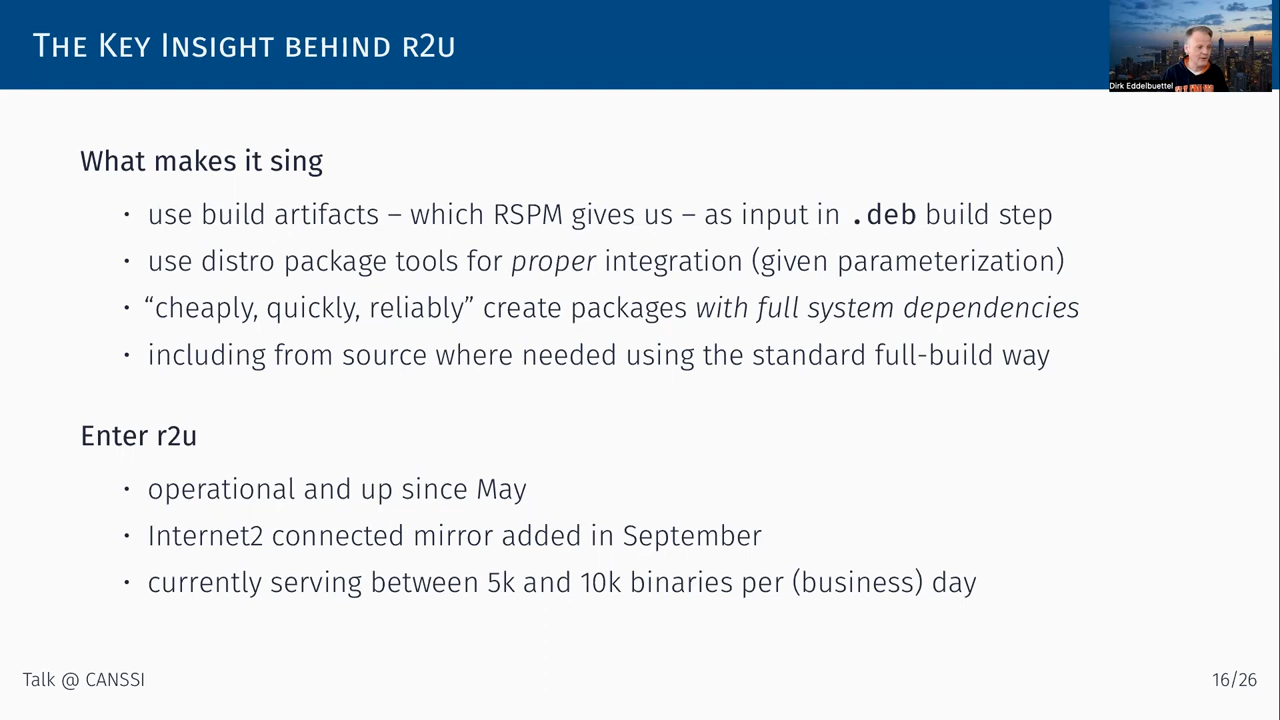 THE KEY INSIGHT BEHIND R2U
Dirk Eddelbuettel
What makes it sing
• use build artifacts – which RSPM gives us – as input in .deb build step
• use distro package tools for proper integration (given parameterization)
• “cheaply, quickly, reliably” create packages with full system dependencies
• including from source where needed using the standard full-build way
Enter r2u
• operational and up since May
• Internet2 connected mirror added in September
• currently serving between 5k and 10k binaries per (business) day
Talk @ CANSSI
16/26